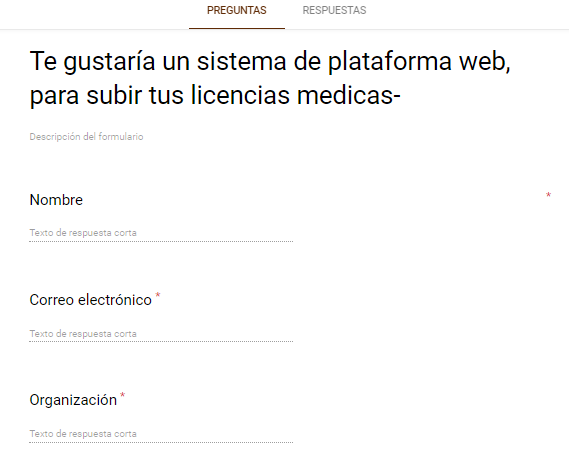 PREGUNTAS RESPUESTAS
Te gustaría un sistema de plataforma web,
para subir tus licencias medicas-
Descripción del formulario
Nombre *
Texto de respuesta corta
Correo electrónico *
Texto de respuesta corta
Organización *
Texto de respuesta corta